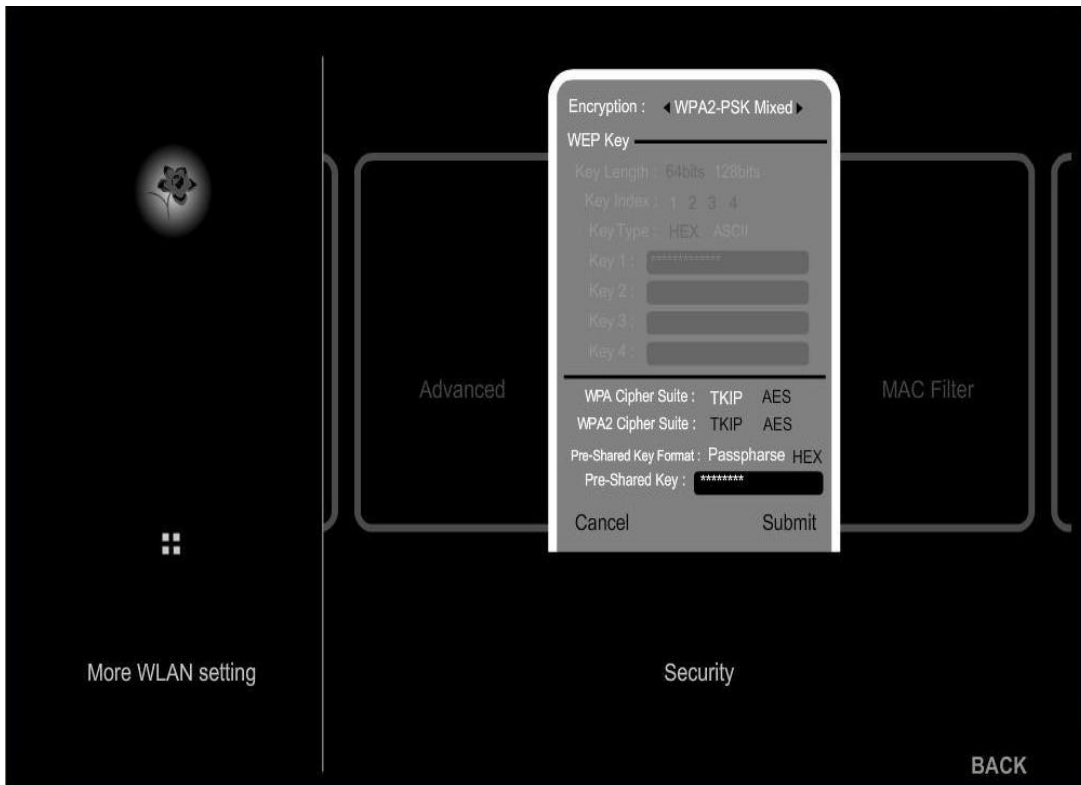 Encryption : WPA2-PSK Mixed
WEP Key
Key Length : 64bits 128bits
Key Index : 1 2 3 4
Key Type : HEX ASCII
Key 1 : *************
Key 2 :
Key 3 :
Key 4 :
WPA Cipher Suite : TKIP AES
WPA2 Cipher Suite : TKIP AES
Pre-Shared Key Format : Passpharse HEX
Pre-Shared Key : ********
Cancel Submit
Advanced
MAC Filter
More WLAN setting
Security
BACK